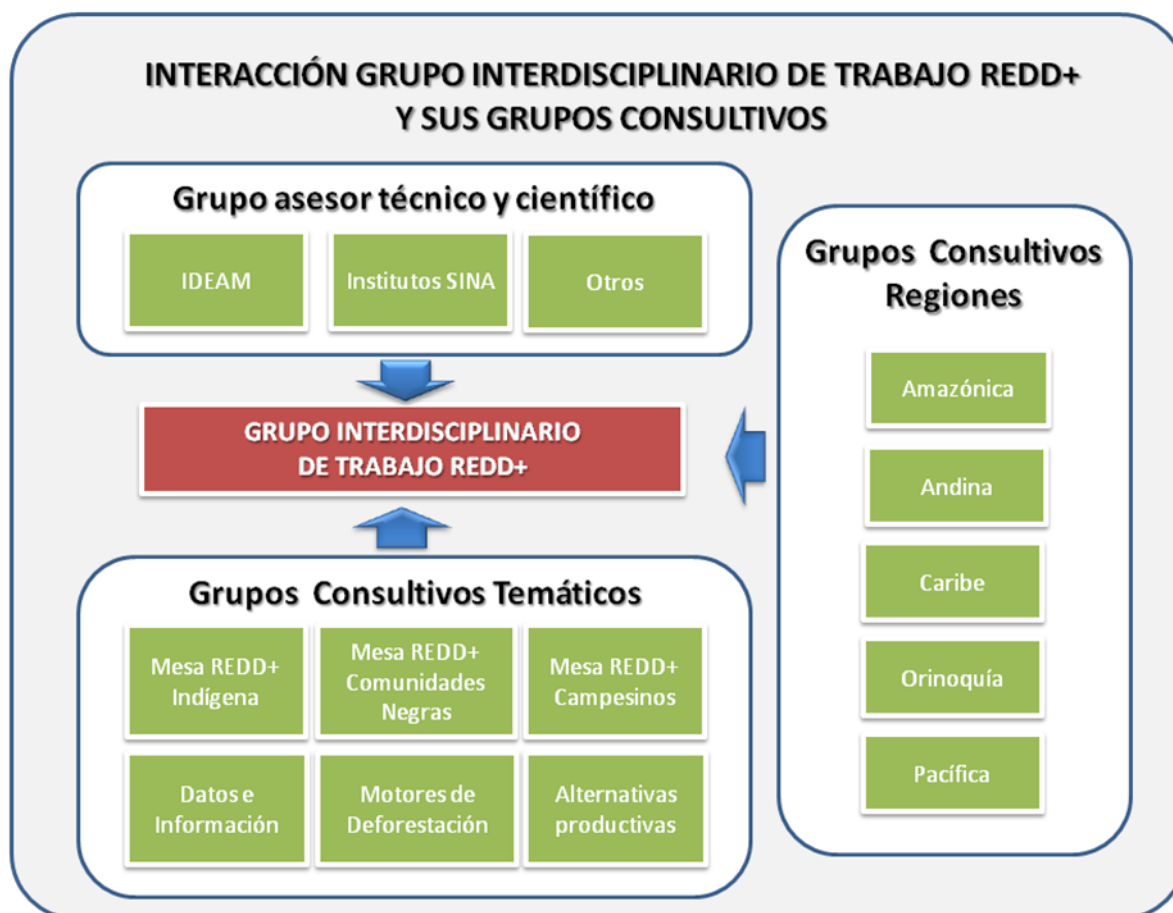 INTERACCIÓN GRUPO INTERDISCIPLINARIO DE TRABAJO REDD+
Y SUS GRUPOS CONSULTIVOS
Grupo asesor técnico y científico
IDEAM
Institutos SINA
Otros
GRUPO INTERDISCIPLINARIO
DE TRABAJO REDD+
Grupos Consultivos Temáticos
Mesa REDD+
Indígena
Mesa REDD+
Comunidades
Negras
Mesa REDD+
Campesinos
Datos e
Información
Motores de
Deforestación
Alternativas
productivas
Grupos Consultivos
Regiones
Amazónica
Andina
Caribe
Orinoquía
Pacífica